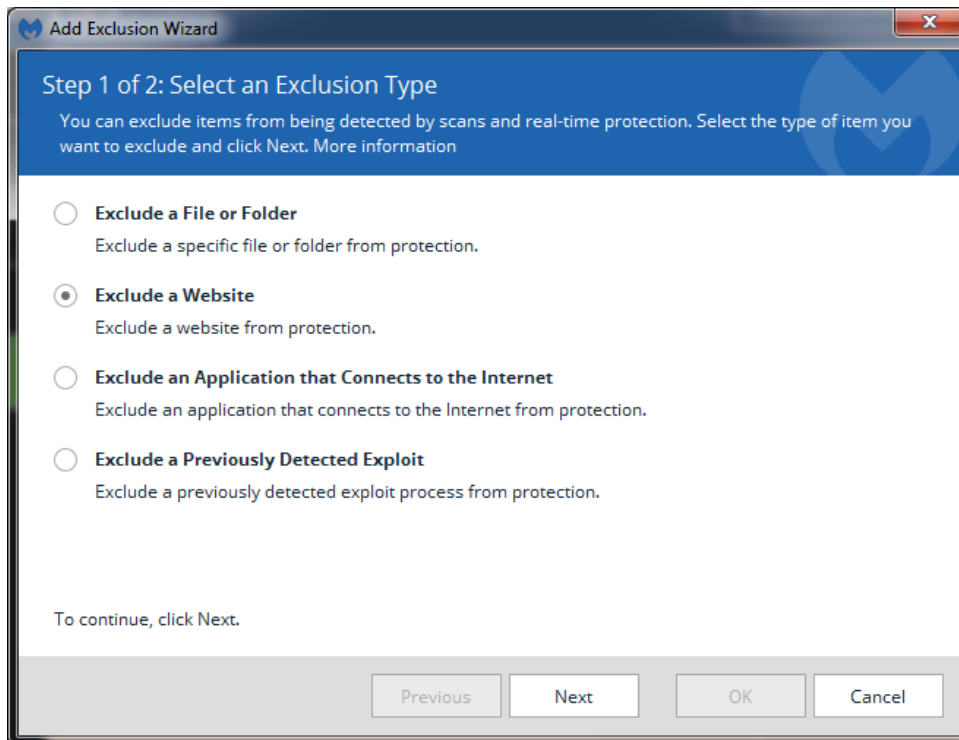 Add Exclusion Wizard
Step 1 of 2: Select an Exclusion Type
You can exclude items from being detected by scans and real-time protection. Select the type of item you
want to exclude and click Next. More information
Exclude a File or Folder
Exclude a specific file or folder from protection.
Exclude a Website
Exclude a website from protection.
Exclude an Application that Connects to the Internet
Exclude an application that connects to the Internet from protection.
Exclude a Previously Detected Exploit
Exclude a previously detected exploit process from protection.
To continue, click Next.
Previous Next OK Cancel